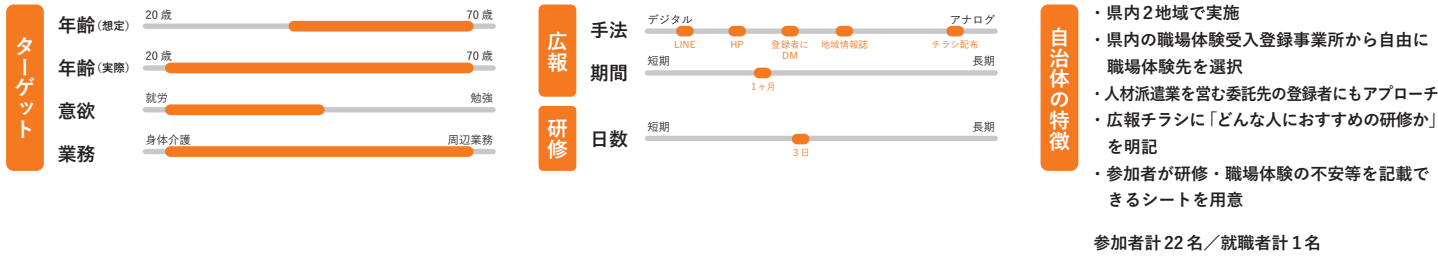 ターゲット
年齢(想定)
20歳
70歳
年齢(実際)
20歳
70歳
意欲
就労
勉強
業務
身体介護
周辺業務
広報
手法
デジタル
アナログ
LINE
HP
登録者に
DM
地域情報誌
チラシ配布
期間
短期
長期
1ヶ月
研修
日数
短期
長期
3日
自治体の特徴
・県内2地域で実施
・県内の職場体験受入登録事業所から自由に
職場体験先を選択
・人材派遣業を営む委託先の登録者にもアプローチ
・広報チラシに「どんな人におすすめの研修か」
を明記
・参加者が研修・職場体験の不安等を記載で
きるシートを用意
参加者計22名／就職者計1名